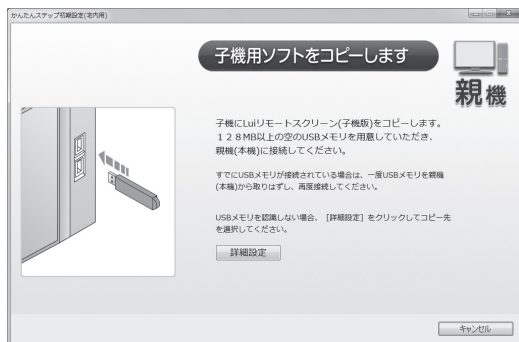 かんたんステップ初期設定(宅内用)
子機用ソフトをコピーします
親機
子機にLuiリモートスクリーン(子機版)をコピーします。
128MB以上の空のUSBメモリを用意していただき、
親機(本機)に接続してください。
すでにUSBメモリが接続されている場合は、一度USBメモリを親機
(本機)から取りはずし、再度接続してください。
USBメモリを認識しない場合、[詳細設定]をクリックしてコピー先
を選択してください。
詳細設定
キャンセル